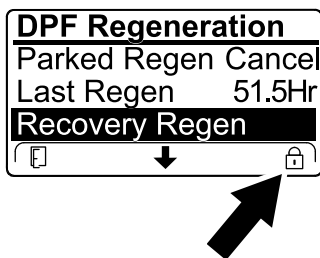 DPF Regeneration
Parked Regen Cancel
Last Regen 51.5Hr
Recovery Regen